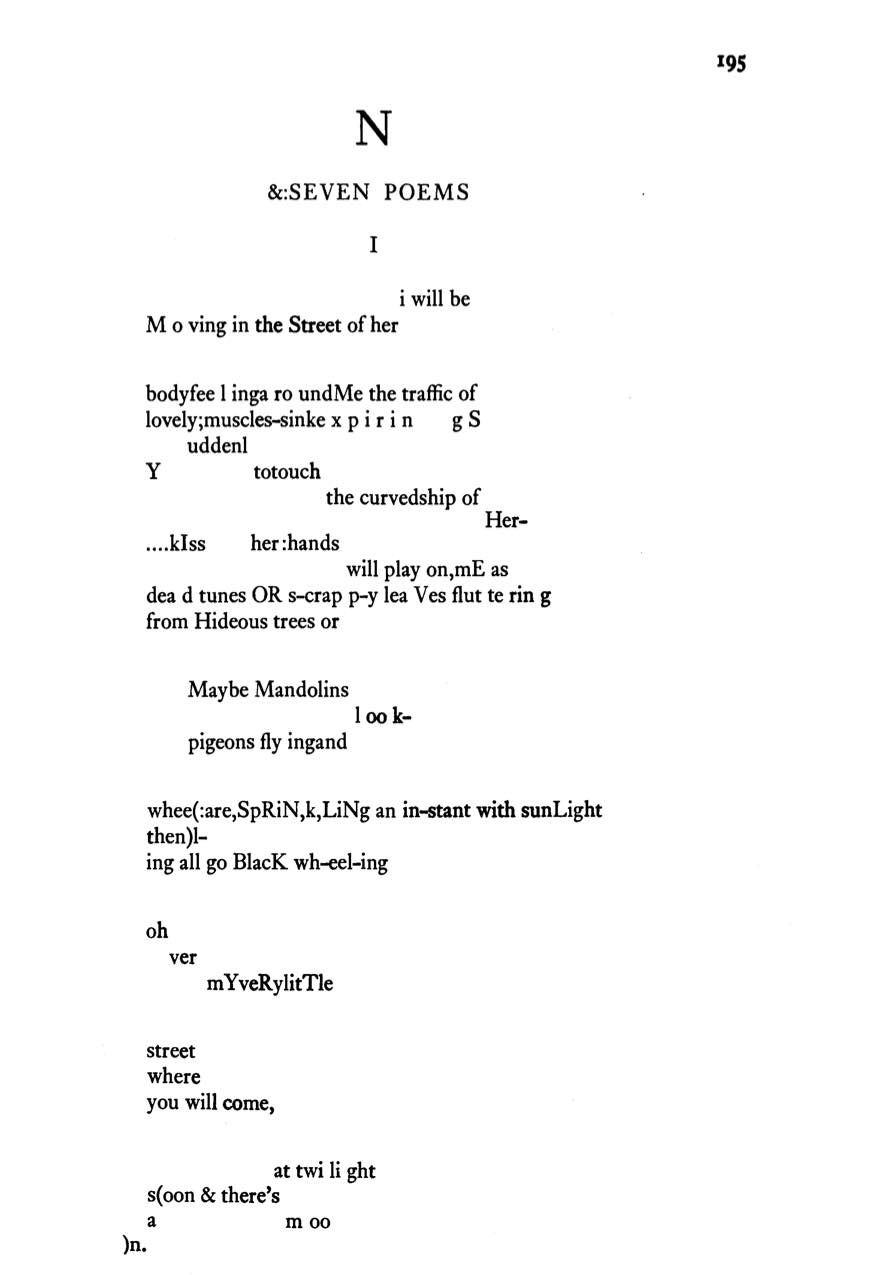 195
N
&:SEVEN POEMS
I
i will be
M o ving in the Street of her
bodyfee l inga ro undMe the traffic of
lovely;muscles-sinke x p i r i n g S
uddenl
Y totouch
the curvedship of
Her-
....kIss her:hands
will play on,mE as
dea d tunes OR s-crap p-y lea Ves flut te rin g
from Hideous trees or
Maybe Mandolins
l oo k-
pigeons fly ingand
whee(:are,SpRiN,k,LiNg an in-stant with sunLight
then)l-
ing all go BlacK wh-eel-ing
oh
ver
mYveRylitTle
street
where
you will come,
at twi li ght
s(oon & there's
a m oo
)n.